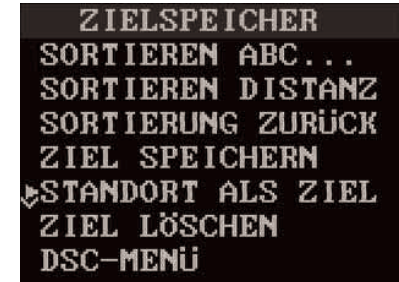 ZIELSPEICHER
SORTIEREN ABC...
SORTIEREN DISTANZ
SORTIERUNG ZURÜCK
ZIEL SPEICHERN
STANDORT ALS ZIEL
ZIEL LÖSCHEN
DSC-MENÜ